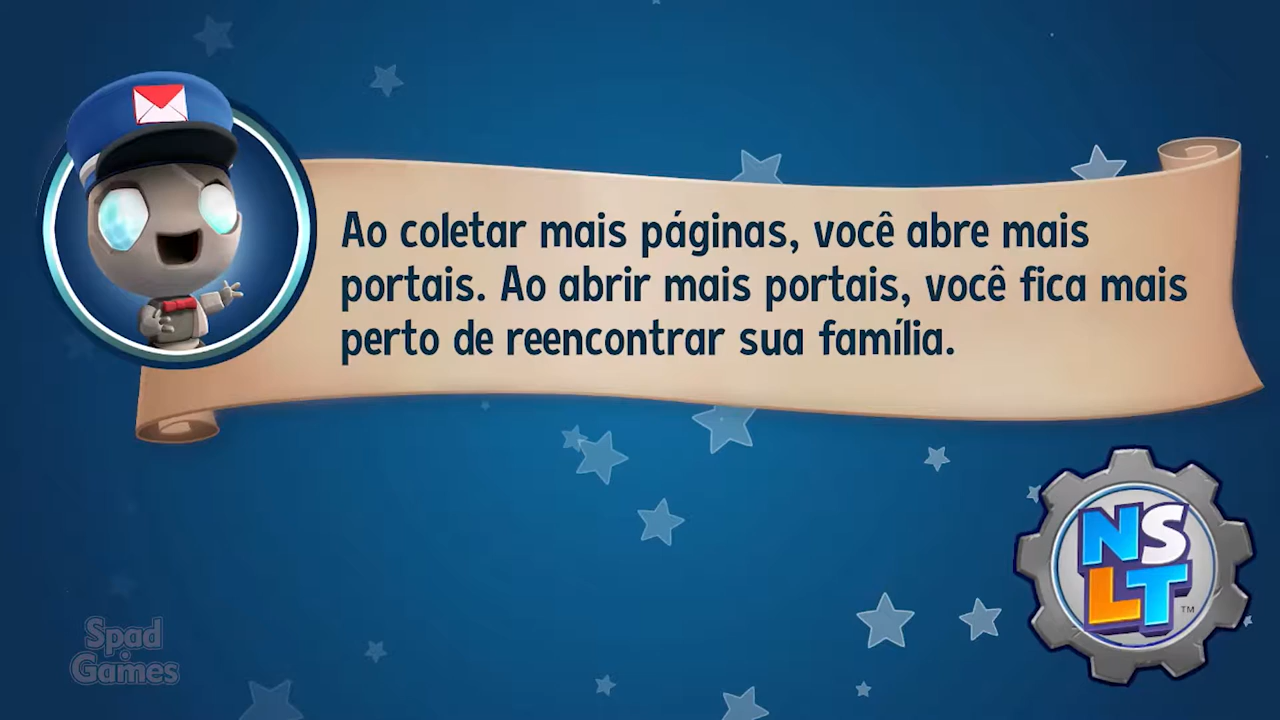 Ao coletar mais páginas, você abre mais
portais. Ao abrir mais portais, você fica mais
perto de reencontrar sua família.
NS
LT™
Spad
Games